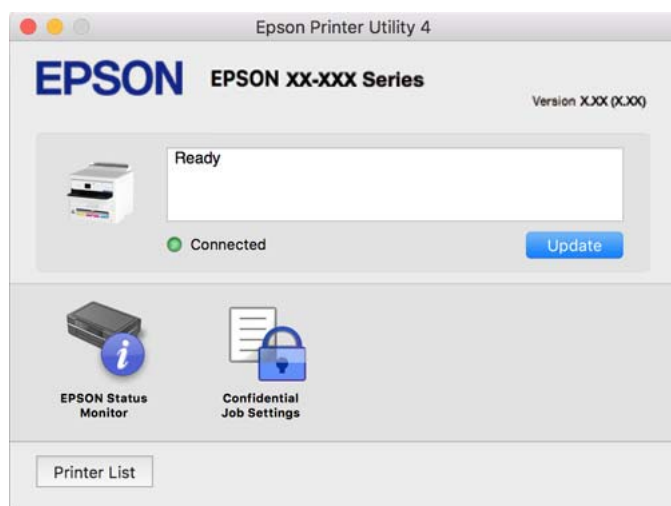 Epson Printer Utility 4
EPSON
EPSON XX-XXX Series
Version X.XX (X.XX)
Ready
Connected
Update
EPSON Status
Monitor
Confidential
Job Settings
Printer List